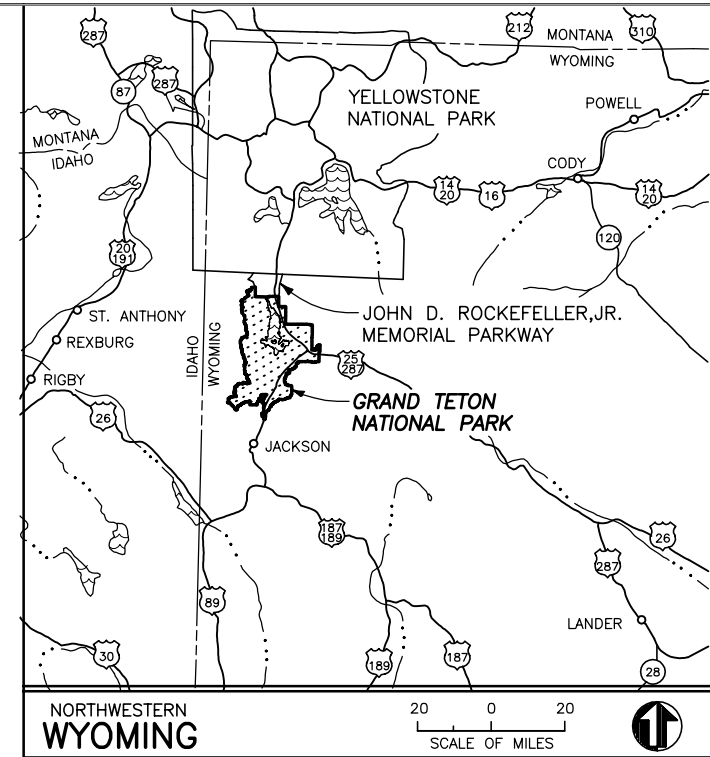 287
212
MONTANA
WYOMING
310
287
87
YELLOWSTONE
NATIONAL PARK
POWELL
MONTANA
IDAHO
CODY
14
20
16
14
20
120
20
191
ST. ANTHONY
REXBURG
RIGBY
IDAHO
WYOMING
JOHN D. ROCKEFELLER,JR.
MEMORIAL PARKWAY
25
287
GRAND TETON
NATIONAL PARK
26
JACKSON
187
189
26
287
89
LANDER
30
189
187
28
NORTHWESTERN
WYOMING
20 0 20
SCALE OF MILES